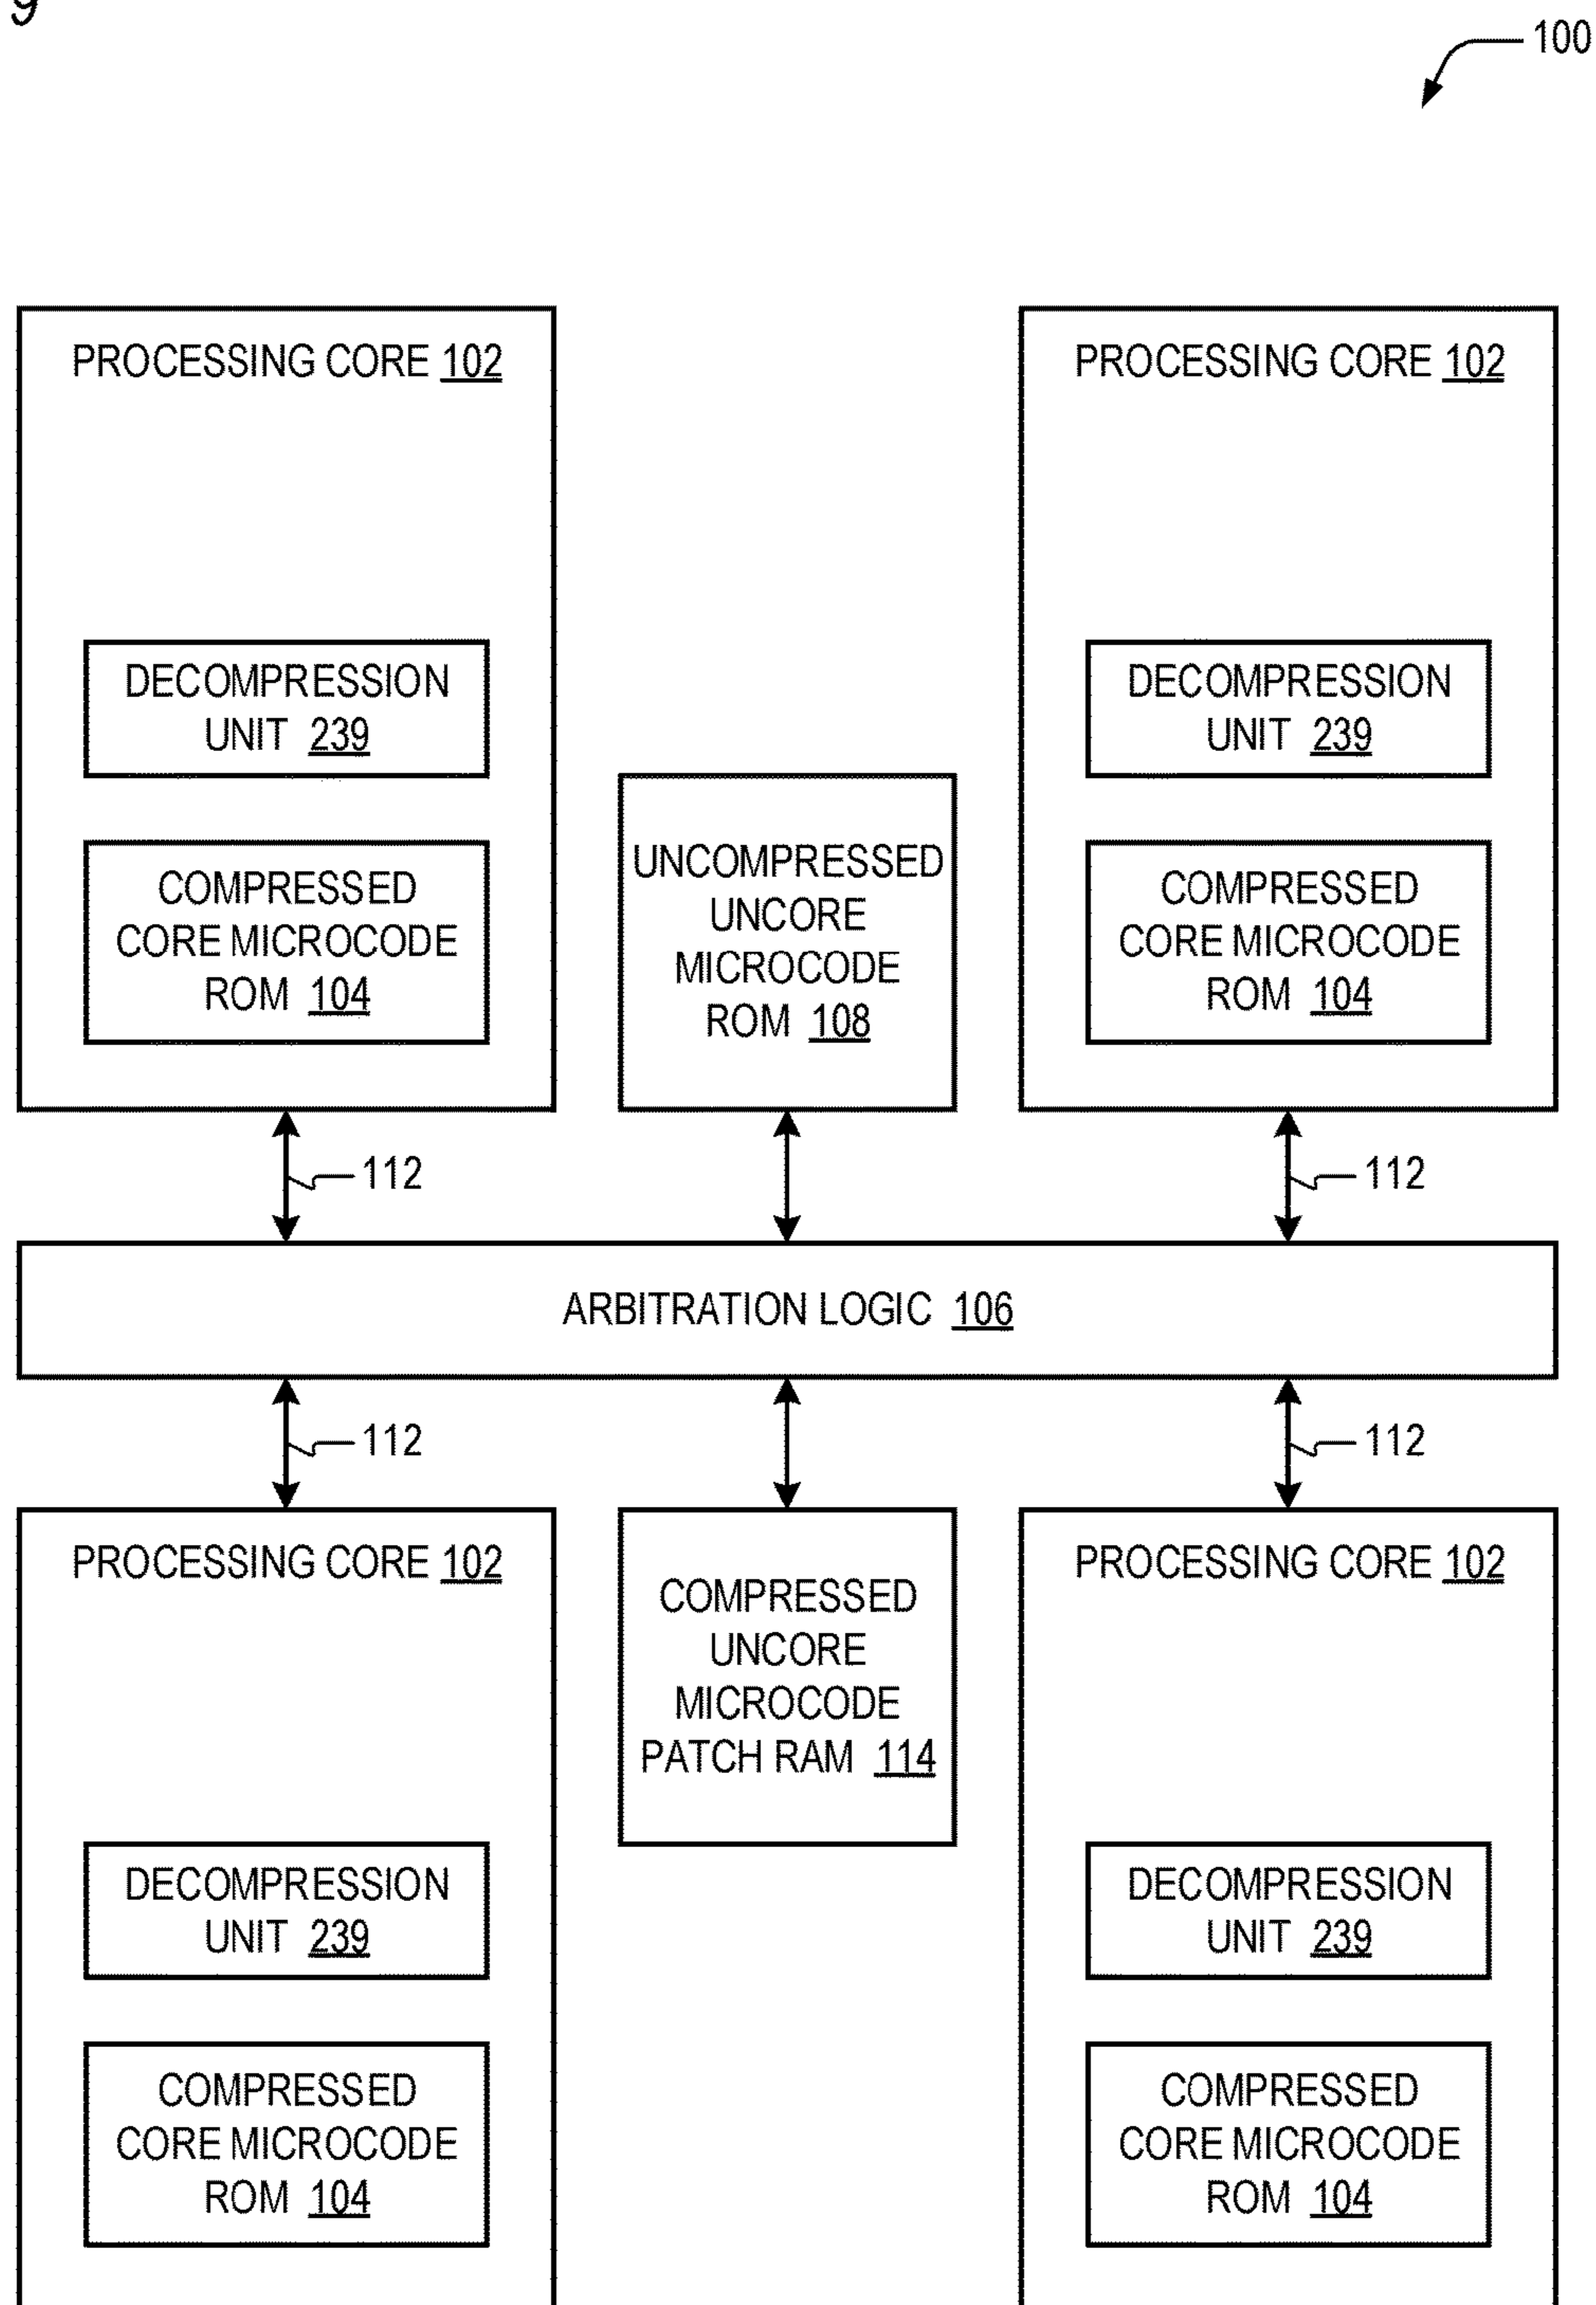 9
100
PROCESSING CORE 102
DECOMPRESSION
UNIT 239
COMPRESSED
CORE MICROCODE
ROM 104
UNCOMPRESSED
UNCORE
MICROCODE
ROM 108
PROCESSING CORE 102
DECOMPRESSION
UNIT 239
COMPRESSED
CORE MICROCODE
ROM 104
112
112
ARBITRATION LOGIC 106
112
112
PROCESSING CORE 102
DECOMPRESSION
UNIT 239
COMPRESSED
CORE MICROCODE
ROM 104
COMPRESSED
UNCORE
MICROCODE
PATCH RAM 114
PROCESSING CORE 102
DECOMPRESSION
UNIT 239
COMPRESSED
CORE MICROCODE
ROM 104